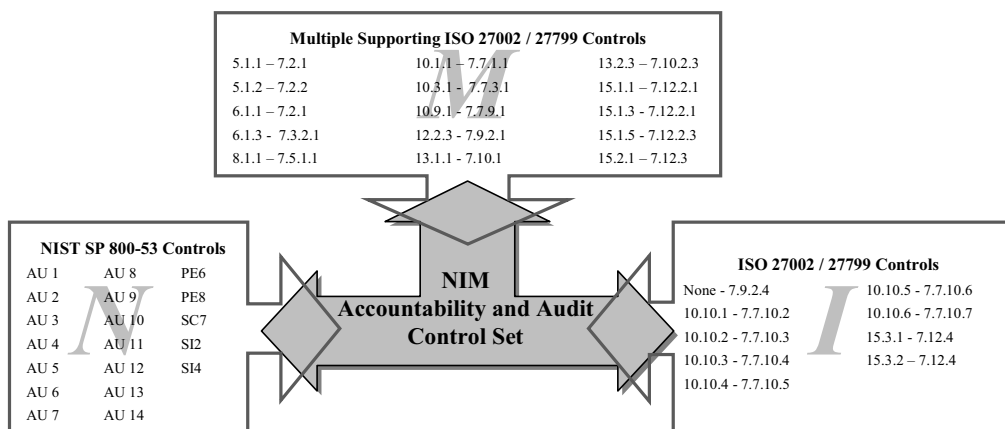 Multiple Supporting ISO 27002 / 27799 Controls
5.1.1 – 7.2.1 10.1.1 – 7.7.1.1 13.2.3 – 7.10.2.3
5.1.2 – 7.2.2 10.3.1 - 7.7.3.1 15.1.1 – 7.12.2.1
6.1.1 – 7.2.1 10.9.1 - 7.7.9.1 15.1.3 - 7.12.2.1
6.1.3 - 7.3.2.1 12.2.3 - 7.9.2.1 15.1.5 - 7.12.2.3
8.1.1 – 7.5.1.1 13.1.1 - 7.10.1 15.2.1 – 7.12.3
M
NIST SP 800-53 Controls
AU 1 AU 8 PE6
AU 2 AU 9 PE8
AU 3 AU 10 SC7
AU 4 AU 11 SI2
AU 5 AU 12 SI4
AU 6 AU 13
AU 7 AU 14
N
NIM
Accountability and Audit
Control Set
ISO 27002 / 27799 Controls
None - 7.9.2.4 10.10.5 - 7.7.10.6
10.10.1 - 7.7.10.2 10.10.6 - 7.7.10.7
10.10.2 - 7.7.10.3 15.3.1 - 7.12.4
10.10.3 - 7.7.10.4 15.3.2 – 7.12.4
10.10.4 - 7.7.10.5
I